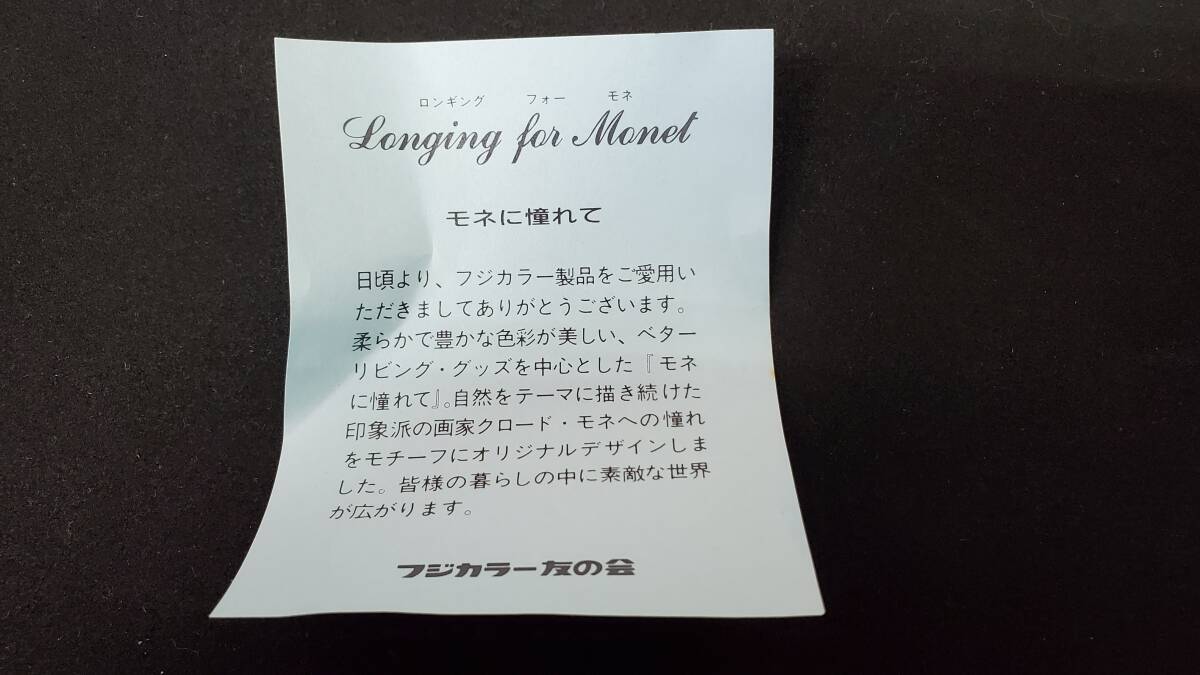 ロンギング フォー モネ
Longing for Monet
モネに憧れて
日頃より、フジカラー製品をご愛用い
ただきましてありがとうございます。
柔らかで豊かな色彩が美しい、ベター
リビング・グッズを中心とした『モネ
に憧れて』。自然をテーマに描き続けた
印象派の画家クロード・モネへの憧れ
をモチーフにオリジナルデザインしま
した。皆様の暮らしの中に素敵な世界
が広がります。
フジカラー友の会